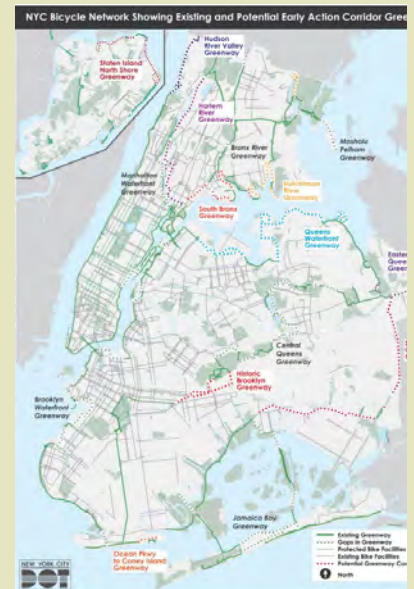 NYC Bicycle Network Showing Existing and Potential Early Action Corridor Gree
Hudson
River Valley
Greenway
Staten Island
North Shore
Greenway
Harlem
River
Greenway
Bronx River
Greenway
Mosholu
Pelham
Greenway
Manhattan
Waterfront
Greenway
Hutchinson
River
Greenway
South Bronx
Greenway
Queens
Waterfront
Greenway
Easter
Quee
Green
Central
Queens
Greenway
Historic
Brooklyn
Greenway
Brooklyn
Waterfront
Greenway
Jamaica Bay
Greenway
Ocean Pkwy
to Coney Island
Greenway
Existing Greenway
Gaps in Greenway
Protected Bike Facilities
Existing Bike Facilities
Potential Greenway Cor
North
NEW YORK CITY
DOT